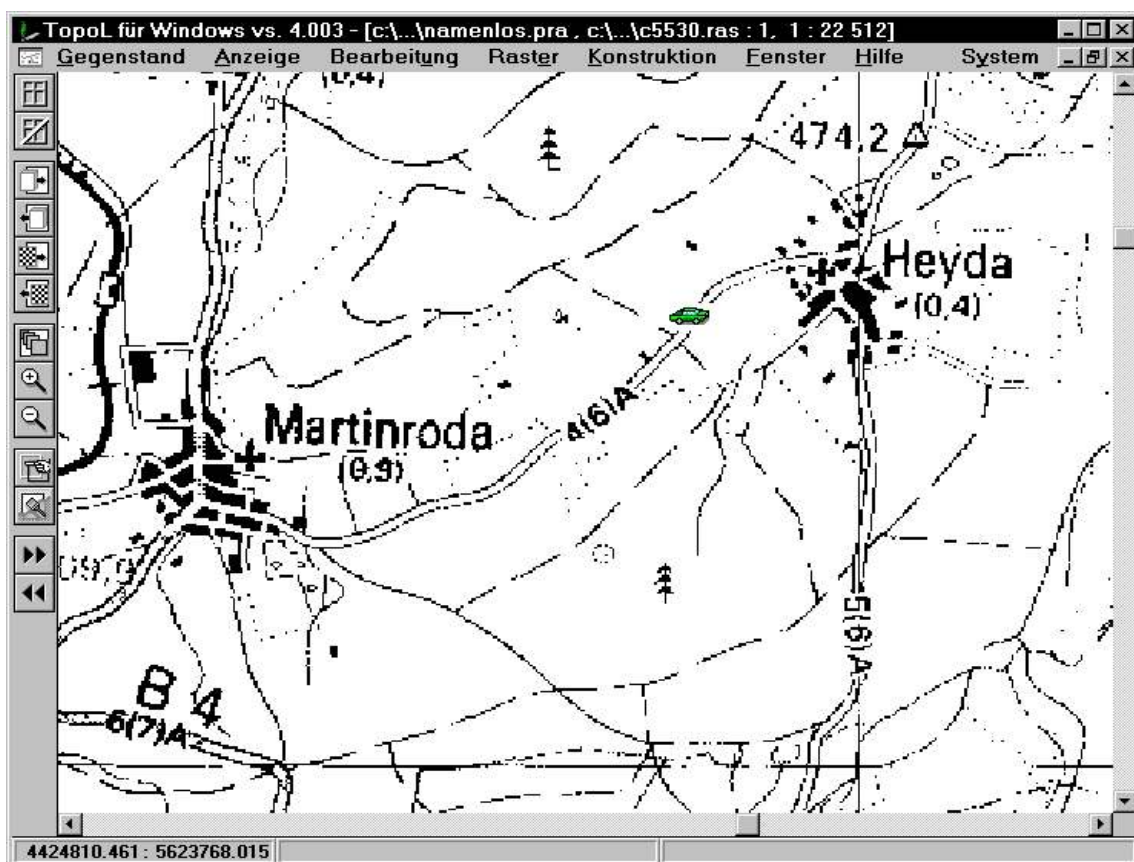 TopoL für Windows vs. 4.003 - [c:\...\namenlos.pra , c:\...\c5530.ras : 1, 1 : 22 512]
Gegenstand Anzeige Bearbeitung Raster Konstruktion Fenster Hilfe System
(0,4)
474,2
Heyda
(0,4)
4(6)A
Martinroda
(0,9)
5(6)A
B 4
6(7)A
4424810.461 : 5623768.015